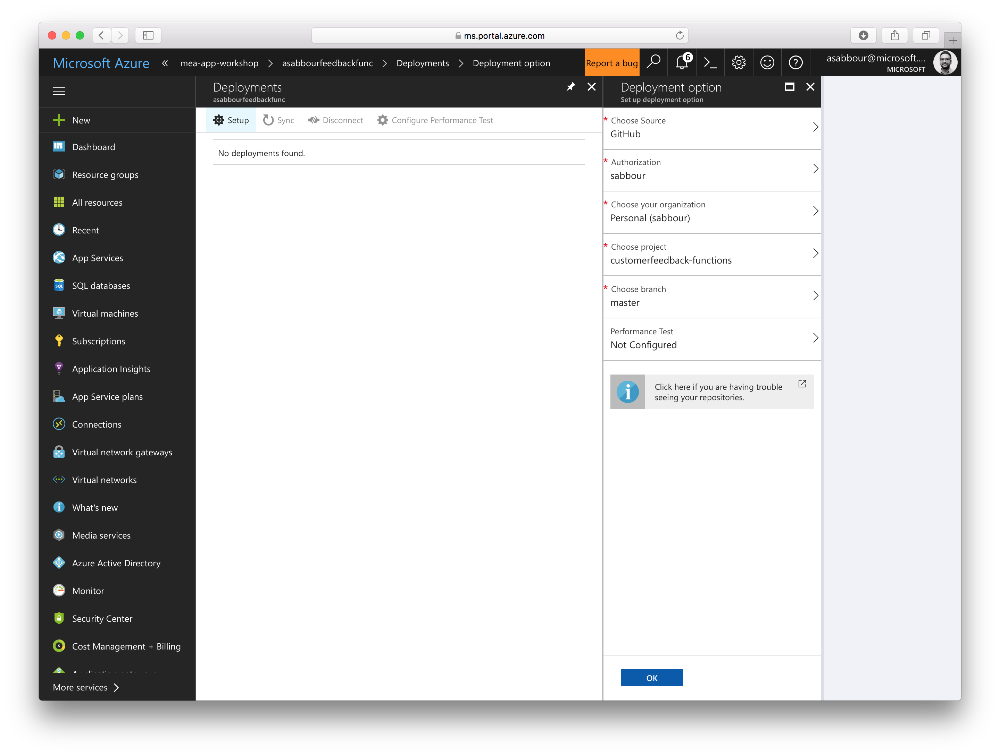 ms.portal.azure.com
Microsoft Azure « mea-app-workshop > asabbourfeedbackfunc > Deployments > Deployment option
Report a bug
6
asabbour@microsoft....
MICROSOFT
New
Dashboard
Resource groups
All resources
Recent
App Services
SQL databases
Virtual machines
Subscriptions
Application Insights
App Service plans
Connections
Virtual network gateways
Virtual networks
What's new
Media services
Azure Active Directory
Monitor
Security Center
Cost Management + Billing
More services >
Deployments
asabbourfeedbackfunc
Setup
Sync
Disconnect
Configure Performance Test
No deployments found.
Deployment option
Set up deployment option
* Choose Source
GitHub
* Authorization
sabbour
* Choose your organization
Personal (sabbour)
* Choose project
customerfeedback-functions
* Choose branch
master
Performance Test
Not Configured
Click here if you are having trouble
seeing your repositories.
OK